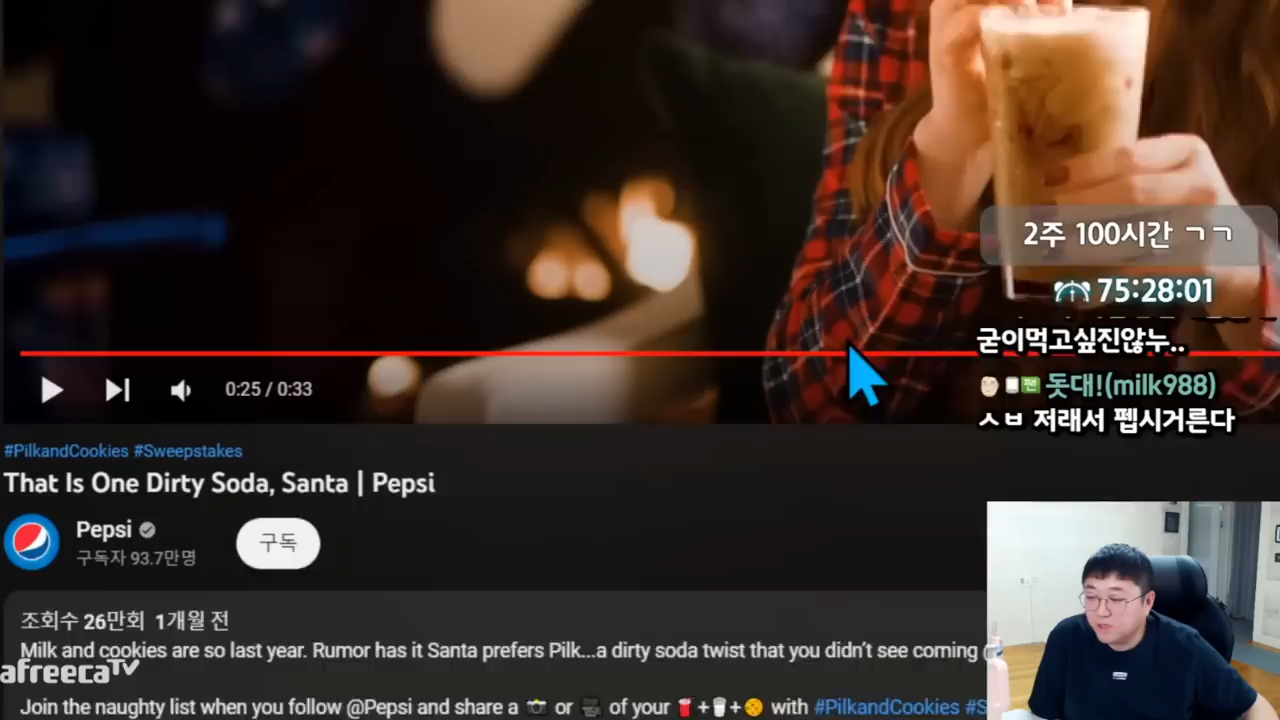 2주 100시간 ㄱㄱ
75:28:01
굳이먹고싶진않누..
팬 돗대!(milk988)
ㅅㅂ 저래서 펩시거른다
0:25 / 0:33
#PilkandCookies #Sweepstakes
That Is One Dirty Soda, Santa | Pepsi
Pepsi
구독자 93.7만명
구독
조회수 26만회 1개월 전
Milk and cookies are so last year. Rumor has it Santa prefers Pilk...a dirty soda twist that you didn't see coming
afreecaTV
Join the naughty list when you follow @Pepsi and share a 📸 or 🎥 of your 🥤+🥛+🍪 with #PilkandCookies #S